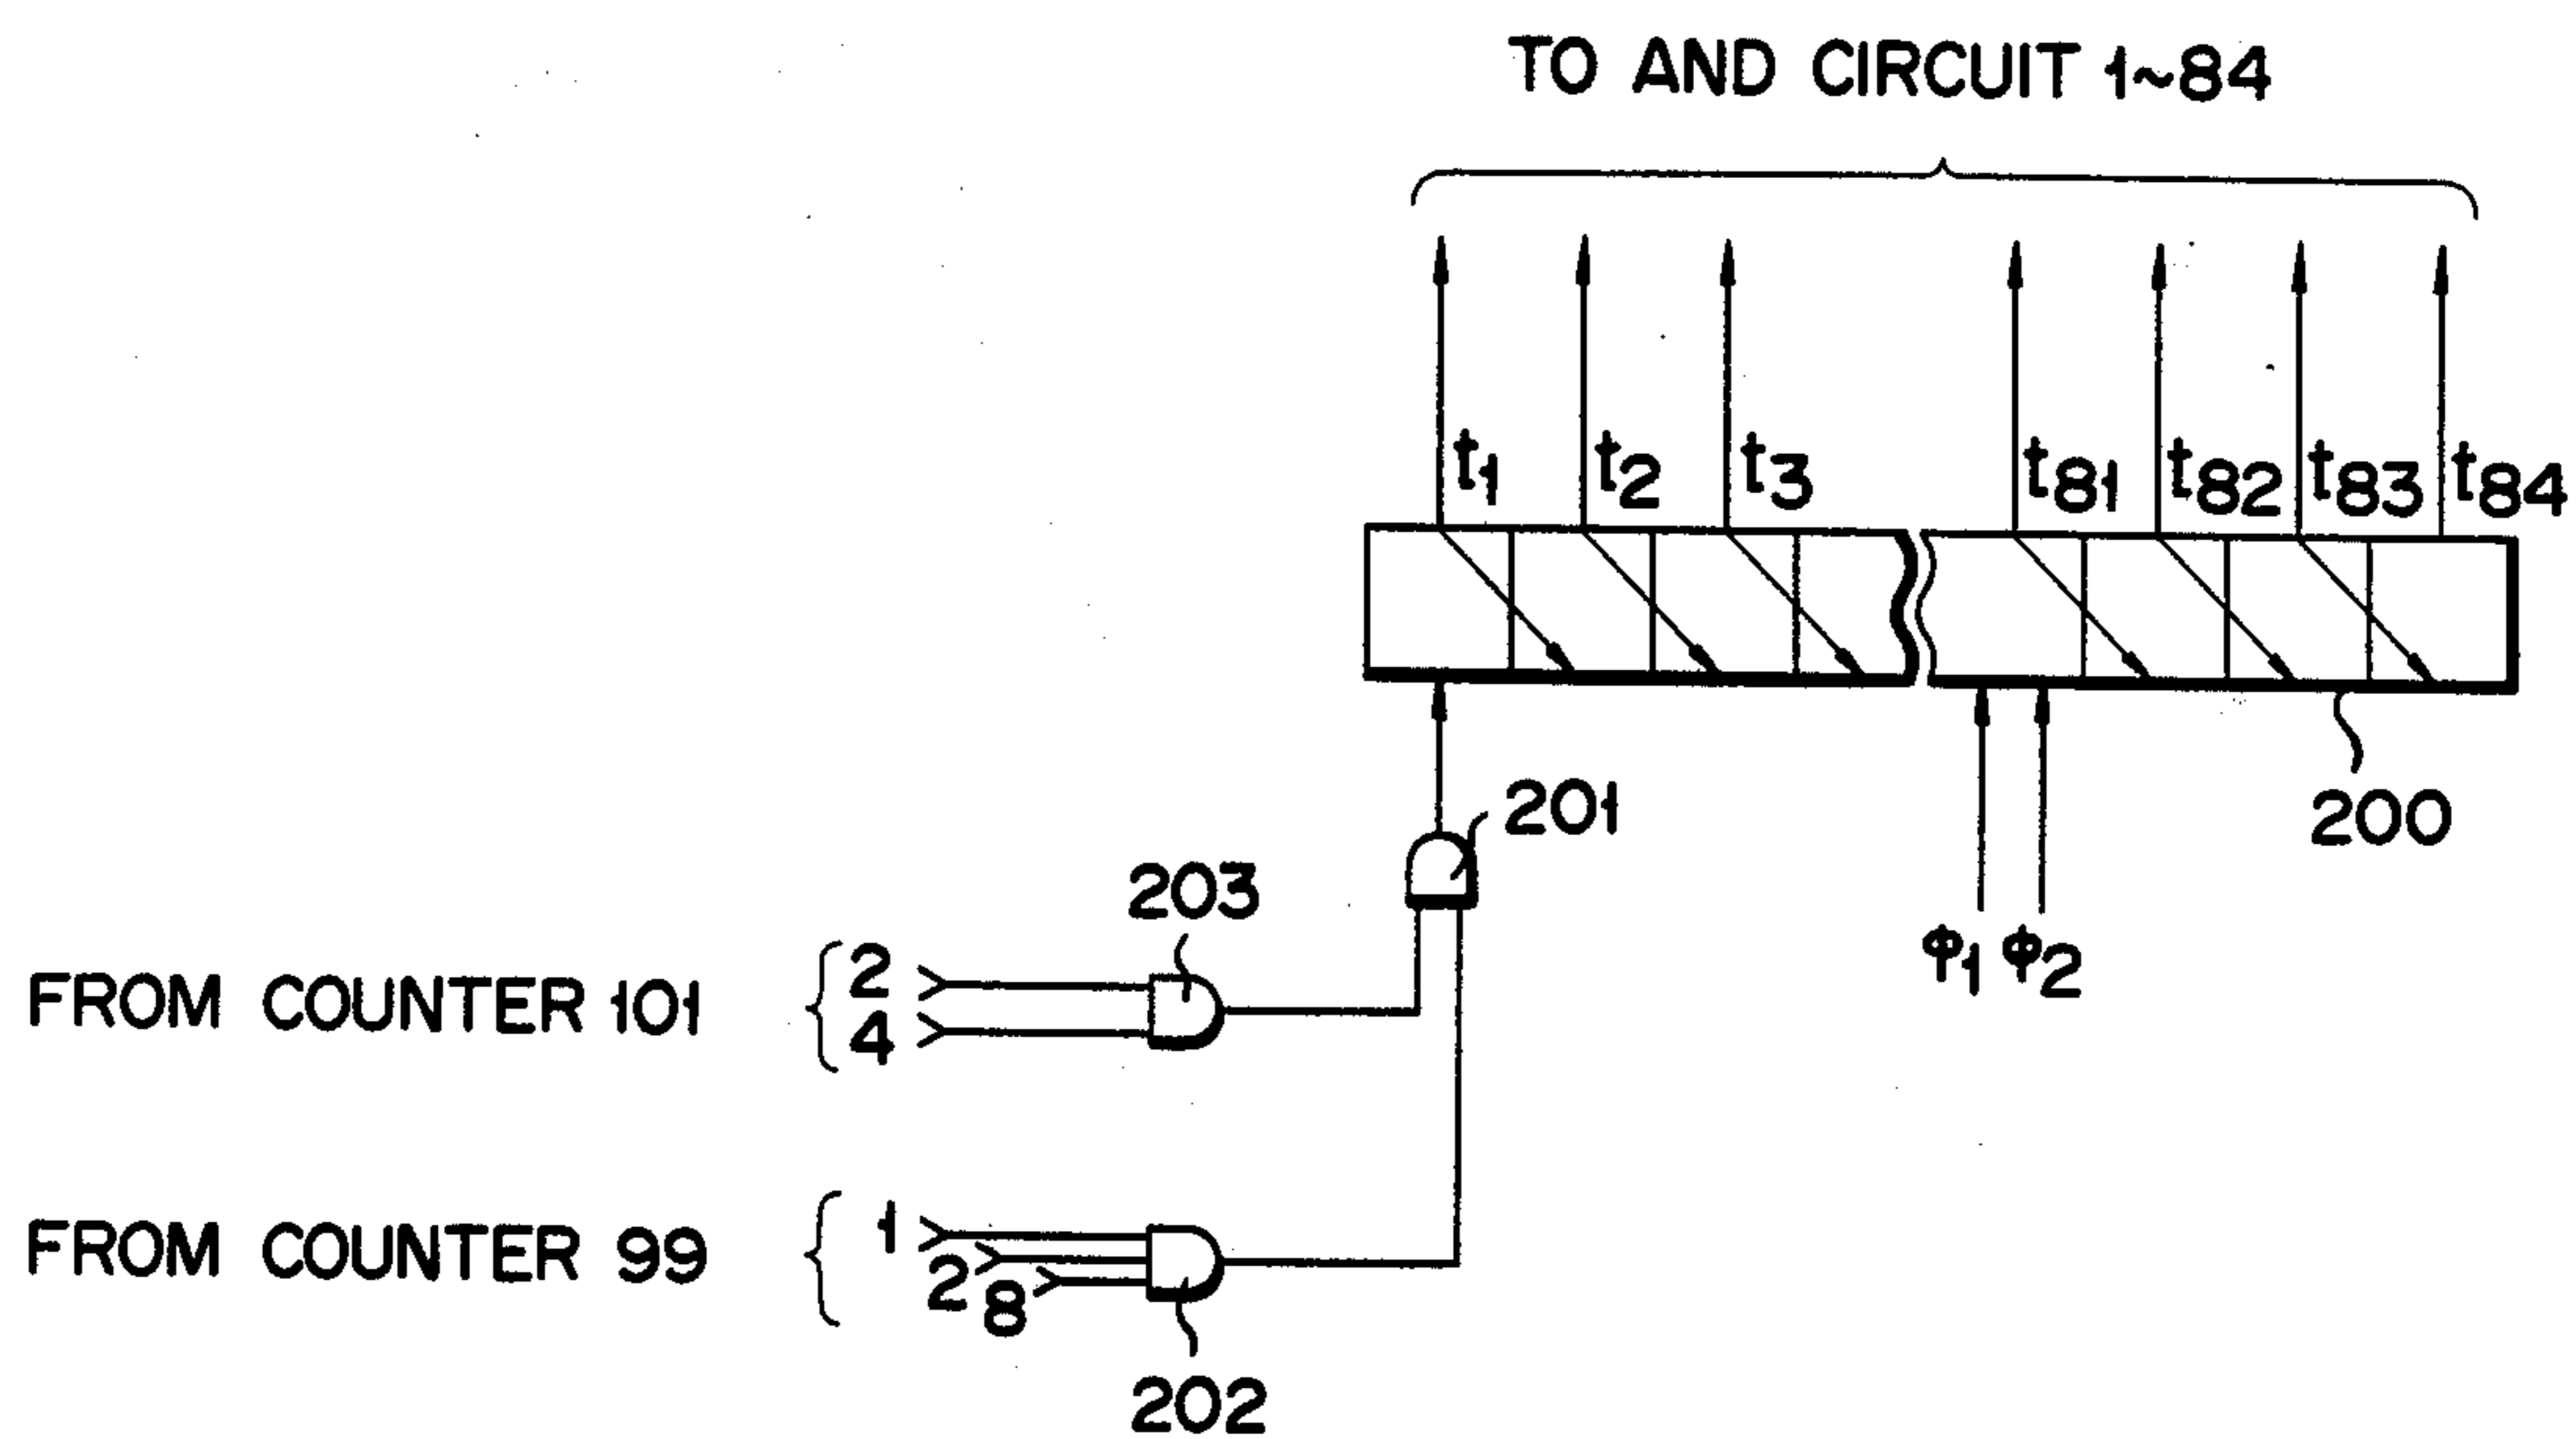 TO AND CIRCUIT 1~84
t1 t2 t3 t81 t82 t83 t84
201
200
203
ϕ1 ϕ2
FROM COUNTER 101
2
4
FROM COUNTER 99
1
2
8
202